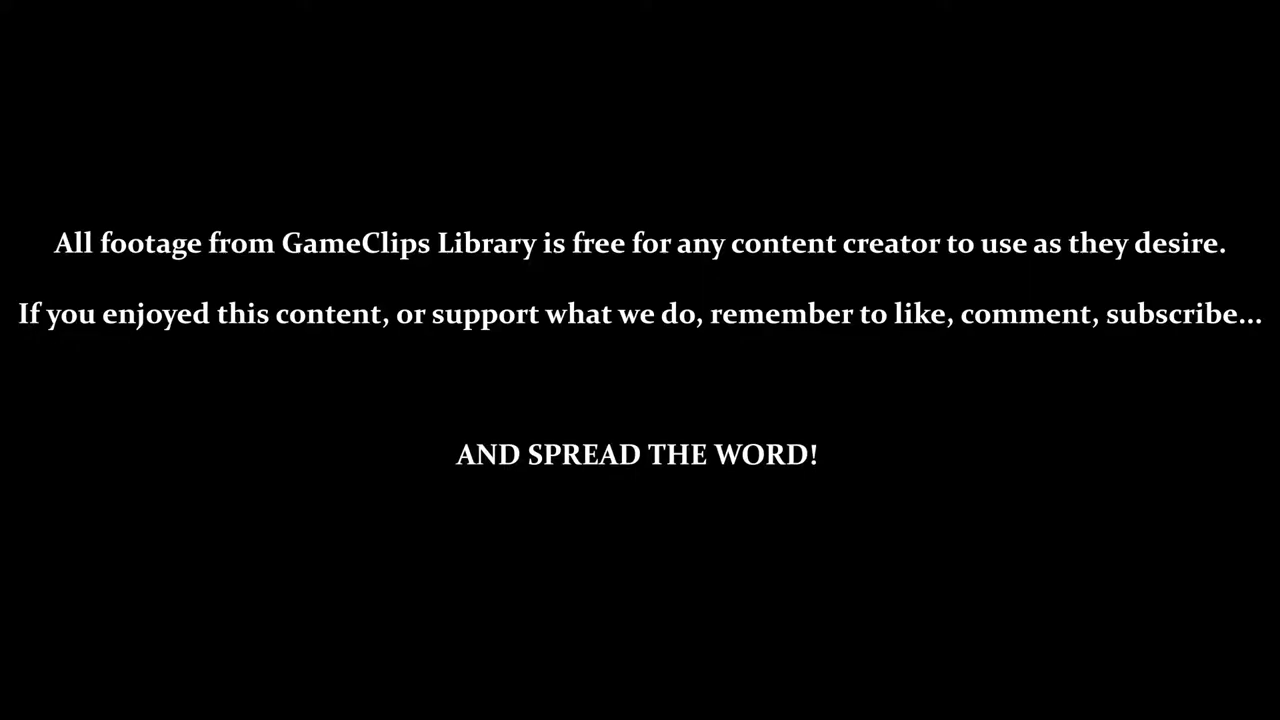 All footage from GameClips Library is free for any content creator to use as they desire.
If you enjoyed this content, or support what we do, remember to like, comment, subscribe...
AND SPREAD THE WORD!